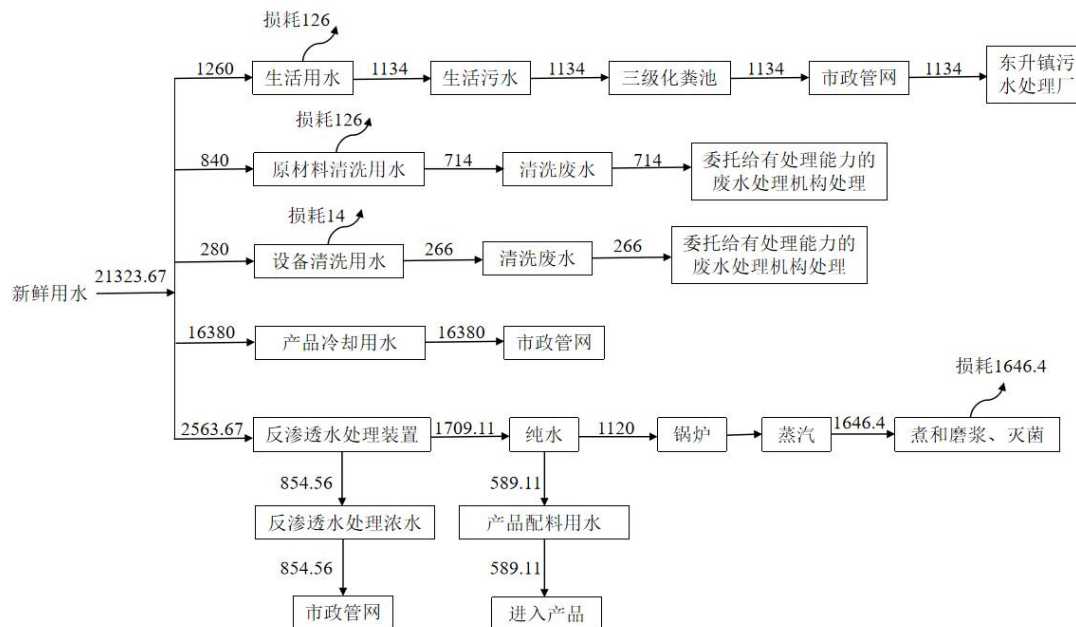 损耗126
1260
生活用水
1134
生活污水
1134
三级化粪池
1134
市政管网
1134
东升镇污
水处理厂
损耗126
840
原材料清洗用水
714
清洗废水
714
委托给有处理能力的
废水处理机构处理
损耗14
280
设备清洗用水
266
清洗废水
266
委托给有处理能力的
废水处理机构处理
新鲜用水
21323.67
16380
产品冷却用水
16380
市政管网
损耗1646.4
2563.67
反渗透水处理装置
1709.11
纯水
1120
锅炉
蒸汽
1646.4
煮和磨浆、灭菌
854.56
589.11
反渗透水处理浓水
产品配料用水
854.56
589.11
市政管网
进入产品